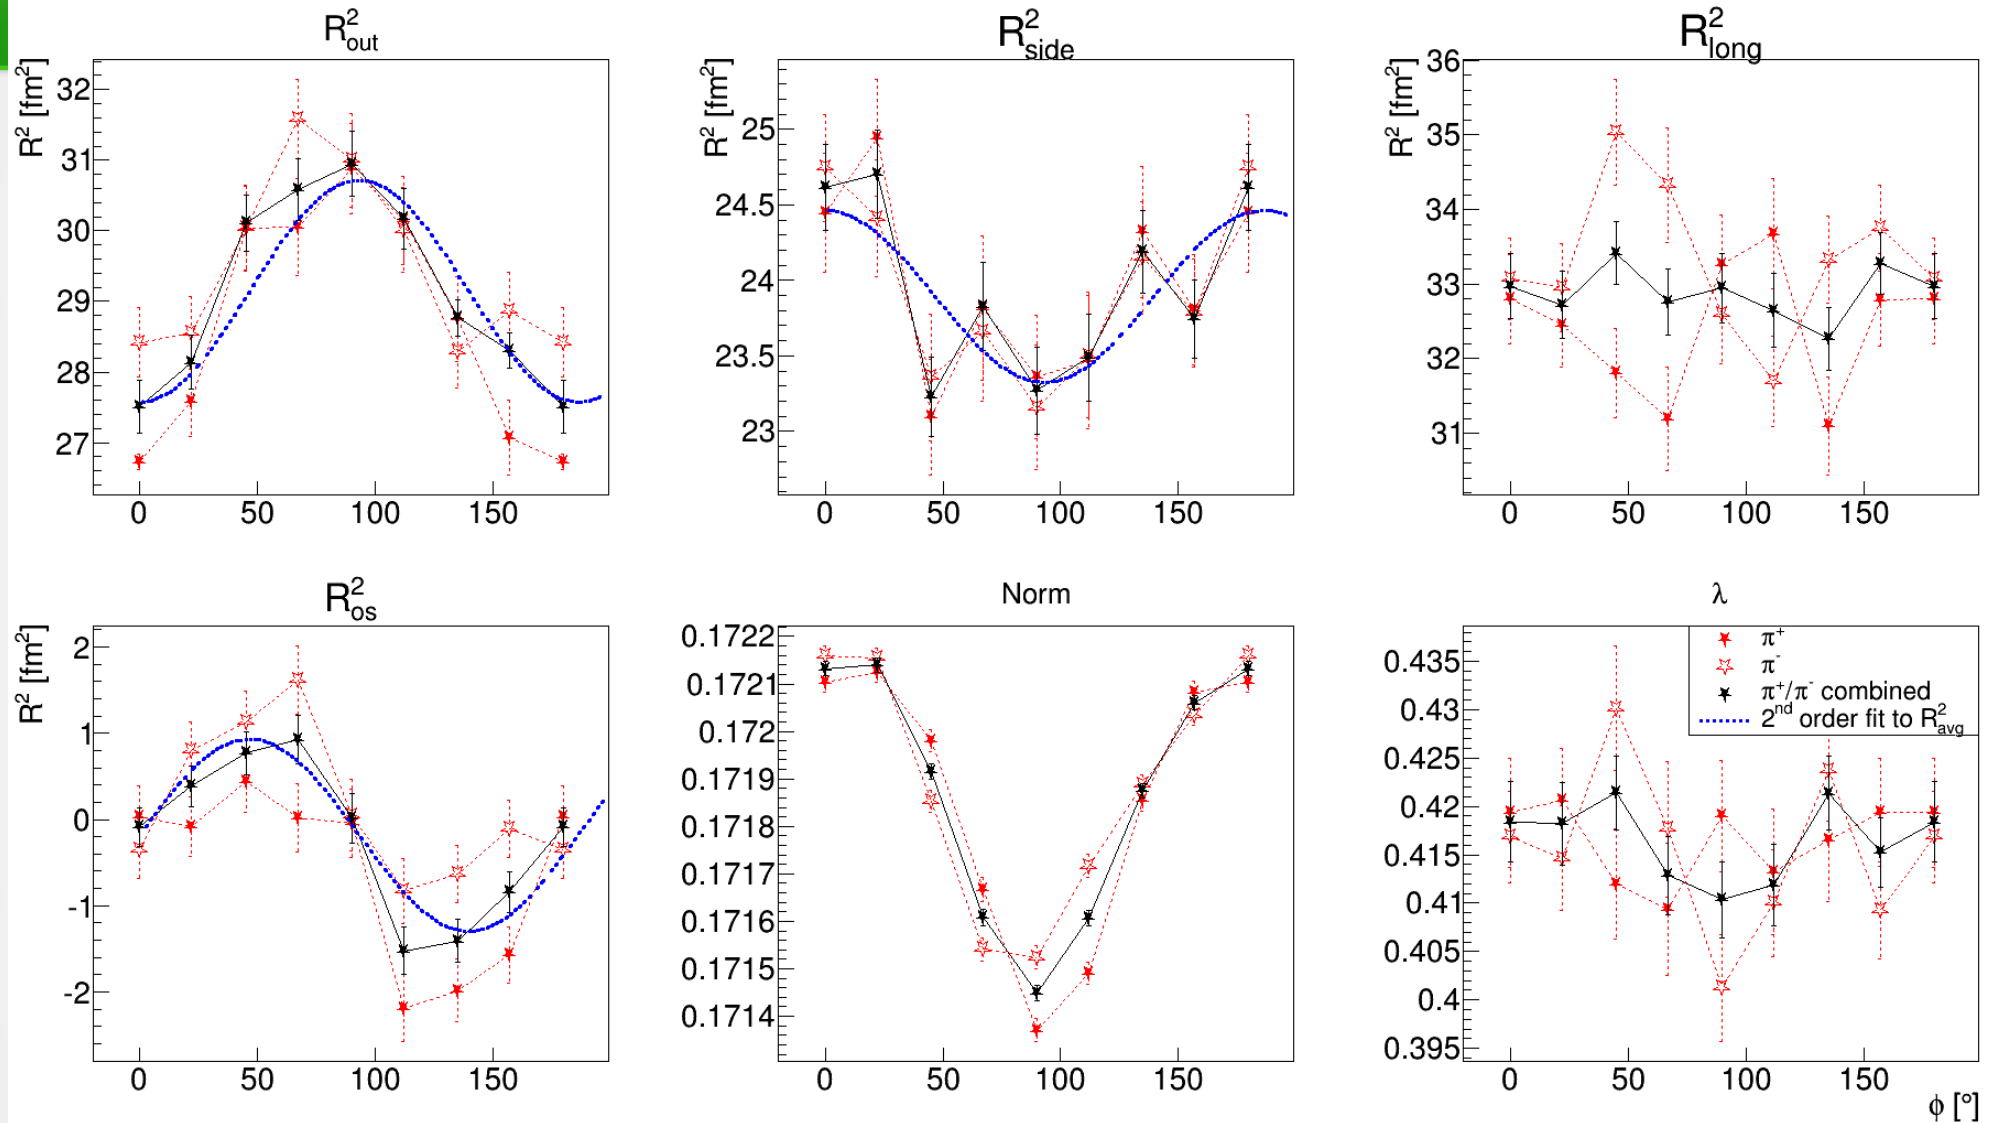 R²out
R² [fm²]
32
31
30
29
28
27
0 50 100 150
R²side
R² [fm²]
25
24.5
24
23.5
23
0 50 100 150
R²long
R² [fm²]
36
35
34
33
32
31
0 50 100 150
R²os
R² [fm²]
2
1
0
-1
-2
0 50 100 150
Norm
0.1722
0.1721
0.172
0.1719
0.1718
0.1717
0.1716
0.1715
0.1714
0 50 100 150
λ
π⁺
π⁻
π⁺/π⁻ combined
2nd order fit to R²avg
0.435
0.43
0.425
0.42
0.415
0.41
0.405
0.4
0.395
0 50 100 150
ϕ [°]